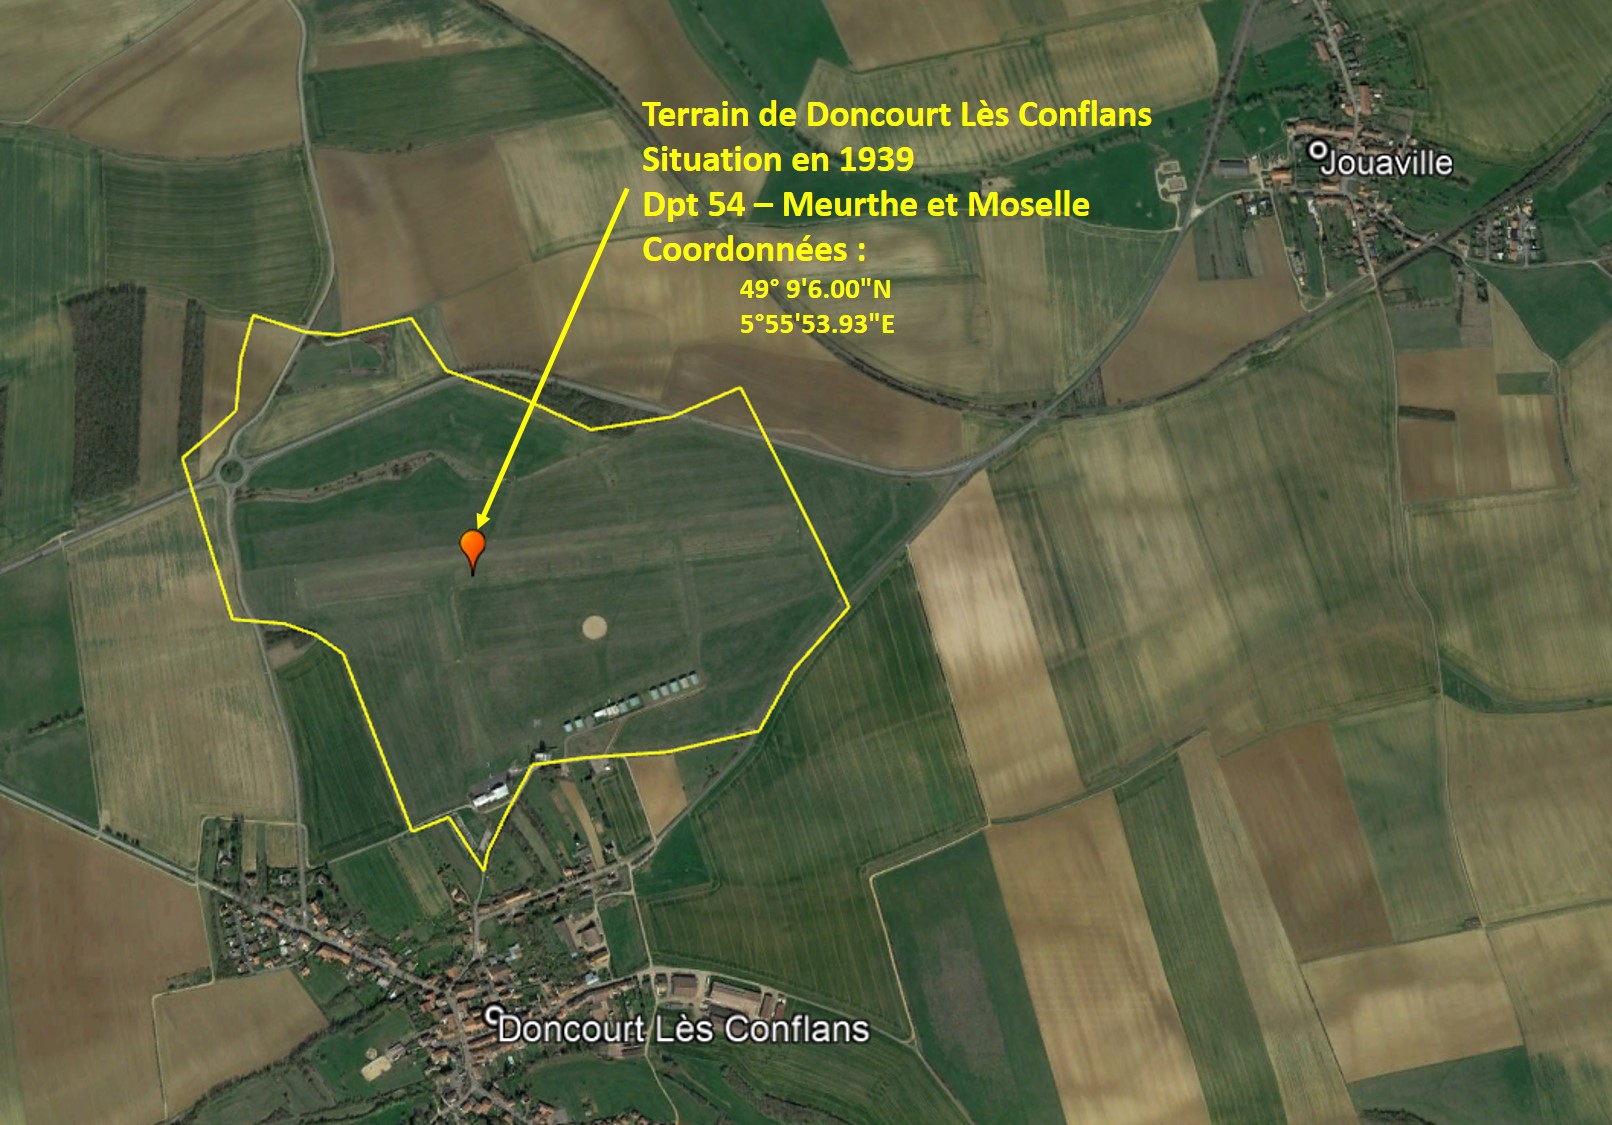 Terrain de Doncourt Lès Conflans
Situation en 1939
Dpt 54 – Meurthe et Moselle
Coordonnées :
49° 9'6.00"N
5°55'53.93"E
Jouaville
Doncourt Lès Conflans